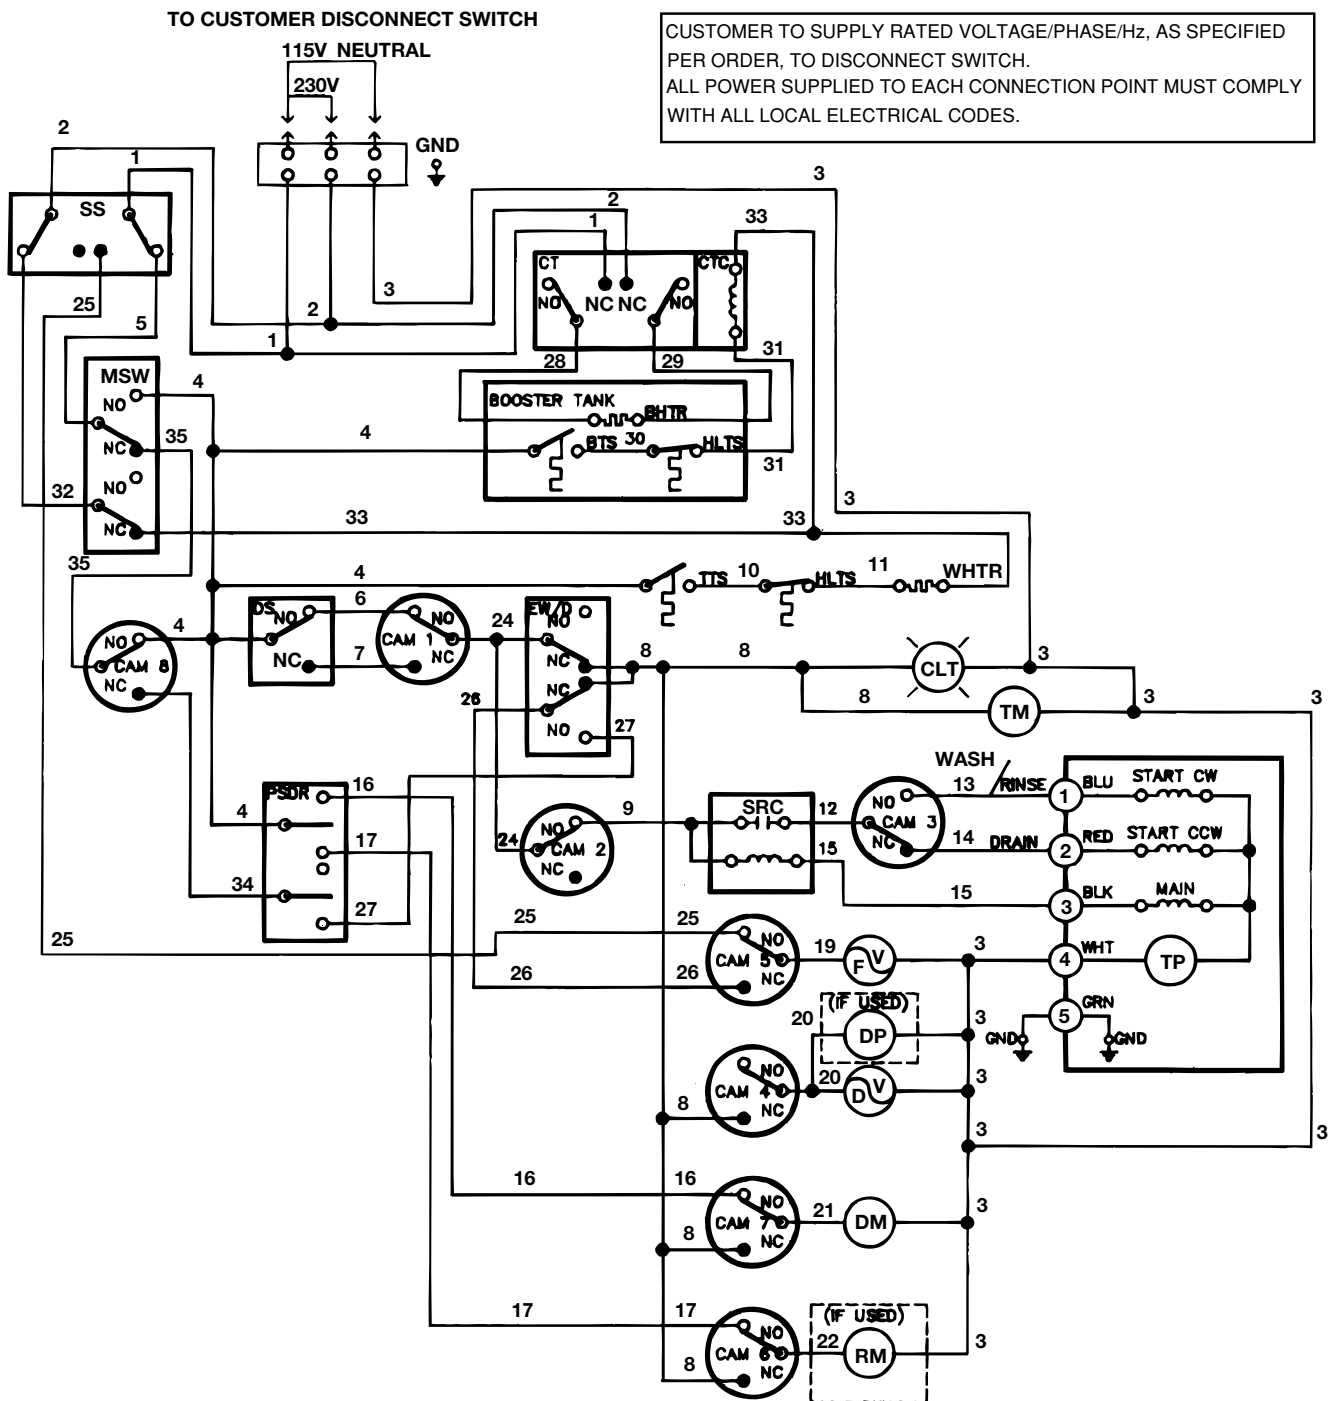 TO CUSTOMER DISCONNECT SWITCH
115V NEUTRAL
230V
CUSTOMER TO SUPPLY RATED VOLTAGE/PHASE/Hz, AS SPECIFIED
PER ORDER, TO DISCONNECT SWITCH.
ALL POWER SUPPLIED TO EACH CONNECTION POINT MUST COMPLY
WITH ALL LOCAL ELECTRICAL CODES.
2
1
GND
3
SS
2
1
33
CT
CTC
NO NC NC NO
25
5
2
3
1
28
29
31
MSW
4
NO
BOOSTER TANK
BHTR
35
4
NC
BTS 30 HLTS
31
NO
32
3
NC
33
33
35
4
TTS 10 HLTS 11 WHTR
DS
NO
6
NO
EW/D
NO
4
NO
CAM 1
24
CAM 8
NC
7
NC
NC
8
8
CLT
3
NC
NC
26
NO
27
8
TM
3
3
WASH
PSDR
16
13
RINSE
1
BLU
START CW
4
9
SRC
12
NO
CAM 3
NO
17
24
CAM 2
NC
15
NC
14
DRAIN
2
RED
START CCW
34
27
15
3
BLK
MAIN
25
25
25
NO
CAM 5
NC
19
F V
3
4
WHT
TP
26
26
(IF USED)
20
DP
3
5
GRN
GND
GND
NO
CAM 4
NC
20
D V
3
8
3
3
16
16
NO
CAM 7
NC
21
DM
3
8
17
17
(IF USED)
NO
CAM 6
NC
22
RM
3
8